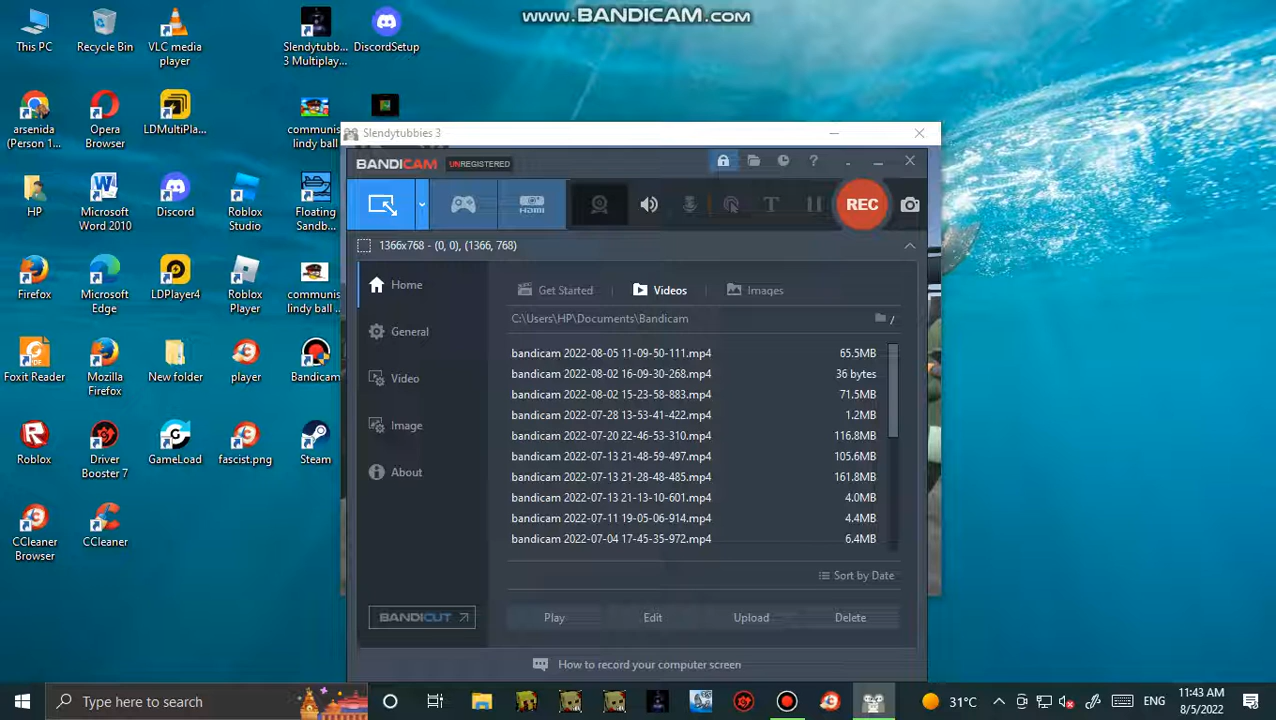 www.BANDICAM.com
This PC
Recycle Bin
VLC media
player
Slendytubb...
3 Multiplay...
DiscordSetup
arsenida
(Person 1...
Opera
Browser
LDMultiPla...
communis
lindy ball
HP
Microsoft
Word 2010
Discord
Roblox
Studio
Floating
Sandb...
Firefox
Microsoft
Edge
LDPlayer4
Roblox
Player
communis
lindy ball
Foxit Reader
Mozilla
Firefox
New folder
player
Bandicam
Roblox
Driver
Booster 7
GameLoad
fascist.png
Steam
CCleaner
Browser
CCleaner
Slendytubbies 3
BANDICAM UNREGISTERED
HDMI
REC
1366x768 - (0, 0), (1366, 768)
Home
General
Video
Image
About
BANDICUT
Get Started
Videos
Images
C:\Users\HP\Documents\Bandicam
/
bandicam 2022-08-05 11-09-50-111.mp4 65.5MB
bandicam 2022-08-02 16-09-30-268.mp4 36 bytes
bandicam 2022-08-02 15-23-58-883.mp4 71.5MB
bandicam 2022-07-28 13-53-41-422.mp4 1.2MB
bandicam 2022-07-20 22-46-53-310.mp4 116.8MB
bandicam 2022-07-13 21-48-59-497.mp4 105.6MB
bandicam 2022-07-13 21-28-48-485.mp4 161.8MB
bandicam 2022-07-13 21-13-10-601.mp4 4.0MB
bandicam 2022-07-11 19-05-06-914.mp4 4.4MB
bandicam 2022-07-04 17-45-35-972.mp4 6.4MB
Sort by Date
Play
Edit
Upload
Delete
How to record your computer screen
Type here to search
31°C
ENG
11:43 AM
8/5/2022